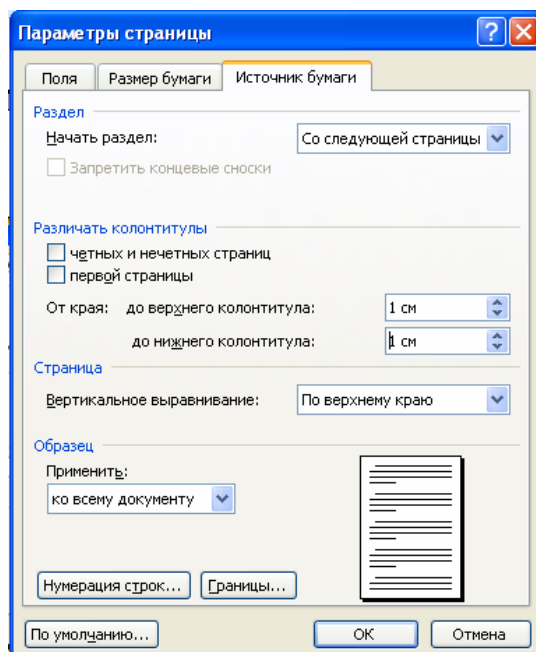 Параметры страницы
Поля Размер бумаги Источник бумаги
Раздел
Начать раздел: Со следующей страницы
Запретить концевые сноски
Различать колонтитулы
четных и нечетных страниц
первой страницы
От края: до верхнего колонтитула: 1 см
до нижнего колонтитула: 1 см
Страница
Вертикальное выравнивание: По верхнему краю
Образец
Применить:
ко всему документу
Нумерация строк... Границы...
По умолчанию... ОК Отмена